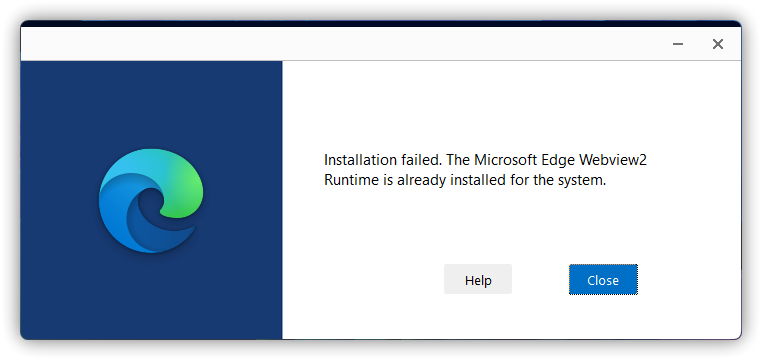 Installation failed. The Microsoft Edge Webview2
Runtime is already installed for the system.
Help
Close